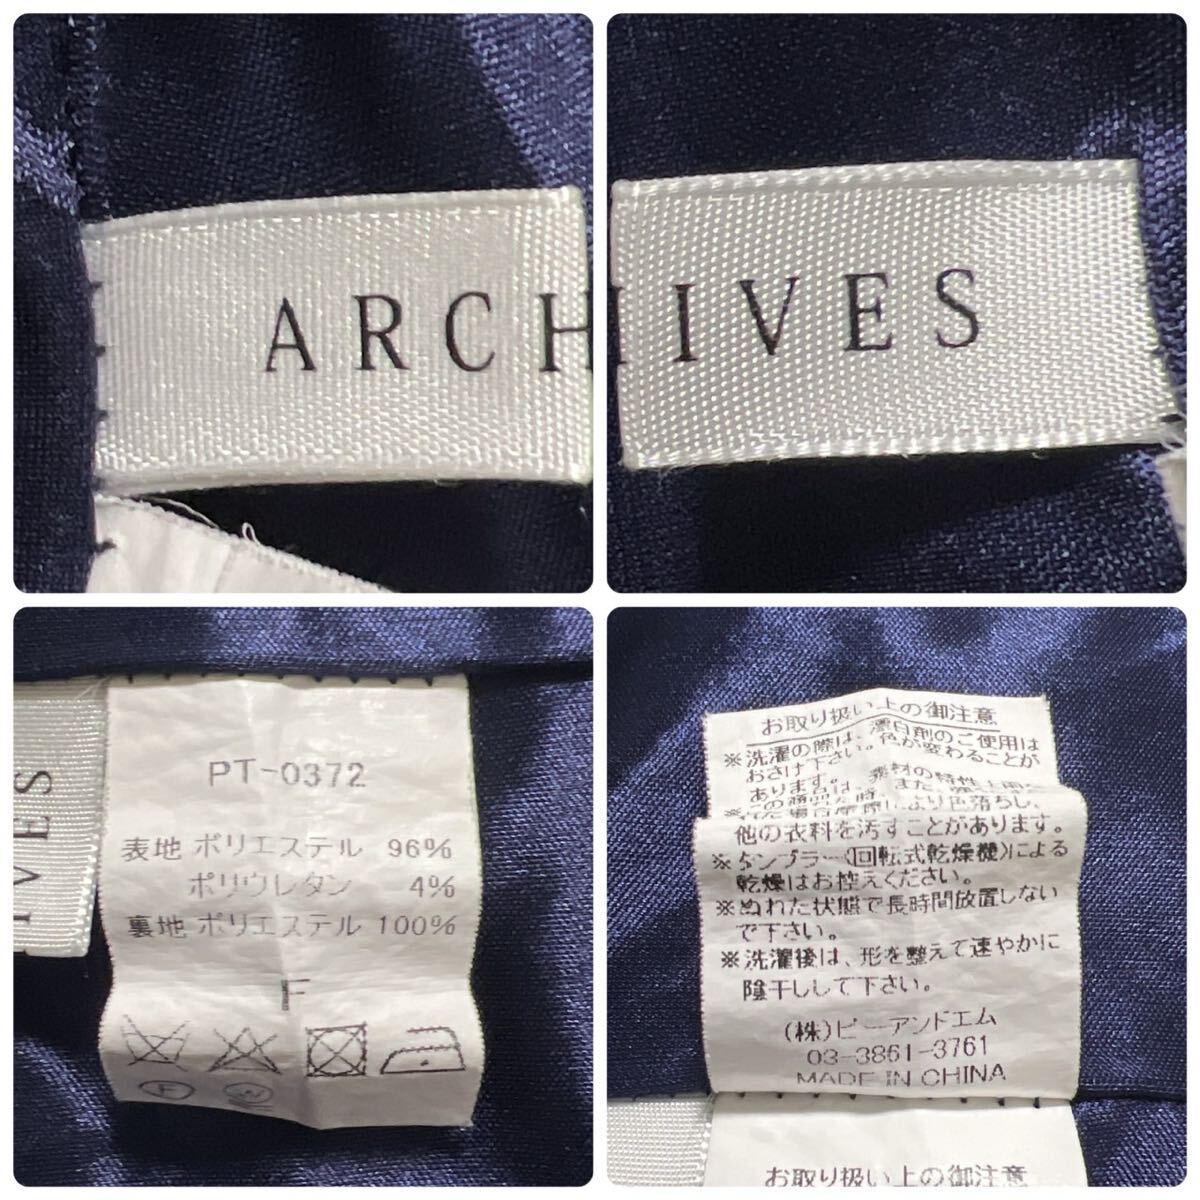 ARCH
HIVES
IVES
PT-0372
表地 ポリエステル 96%
ポリウレタン 4%
裏地 ポリエステル 100%
F
F
W
お取り扱い上の御注意
※洗濯の際は、漂白剤のご使用は
おさけ下さい。色が変わることが
あります。素材の特性上
他の衣料を汚すことがあります。
※タンブラー(回転式乾燥機)による
乾燥はお控えください。
※ぬれた状態で長時間放置しない
で下さい。
※洗濯後は、形を整えて速やかに
陰干しして下さい。
(株)ピーアンドエム
03-3861-3761
MADE IN CHINA
お取り扱い上の御注意